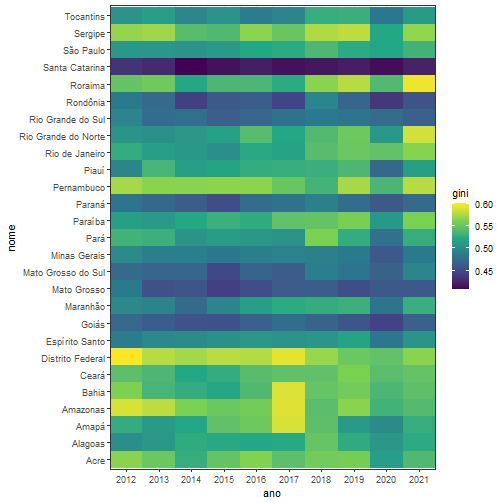 Tocantins
Sergipe
São Paulo
Santa Catarina
Roraima
Rondônia
Rio Grande do Sul
Rio Grande do Norte
Rio de Janeiro
Piauí
Pernambuco
Paraná
Paraíba
Pará
Minas Gerais
Mato Grosso do Sul
Mato Grosso
Maranhão
Goiás
Espírito Santo
Distrito Federal
Ceará
Bahia
Amazonas
Amapá
Alagoas
Acre
nome
2012 2013 2014 2015 2016 2017 2018 2019 2020 2021
ano
gini
0.60
0.55
0.50
0.45